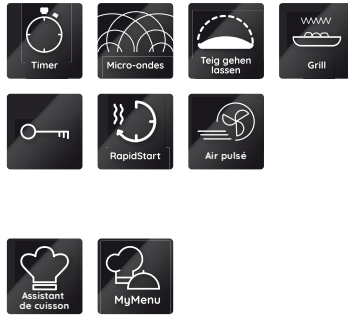 Timer
Micro-ondes
Teig gehen
lassen
Grill
RapidStart
Air pulsé
Assistant
de cuisson
MyMenu